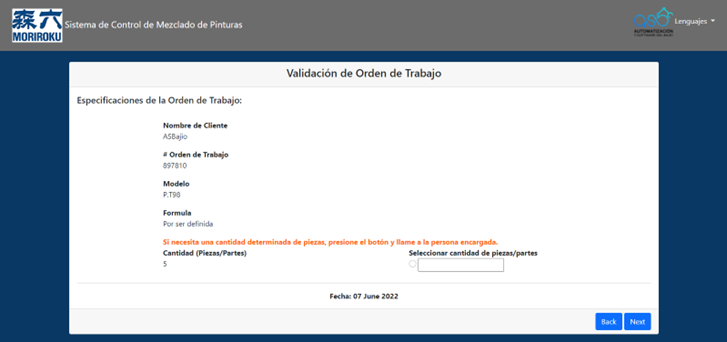 森六
MORIROKU
Sistema de Control de Mezclado de Pinturas
ASB
AUTOMATIZACIÓN
Y SOFTWARE DEL BAJÍO
Lenguajes
Validación de Orden de Trabajo
Especificaciones de la Orden de Trabajo:
Nombre de Cliente
ASBajio
# Orden de Trabajo
897810
Modelo
P.T98
Formula
Por ser definida
Si necesita una cantidad determinada de piezas, presione el botón y llame a la persona encargada.
Cantidad (Piezas/Partes)
5
Seleccionar cantidad de piezas/partes
Fecha: 07 June 2022
Back
Next